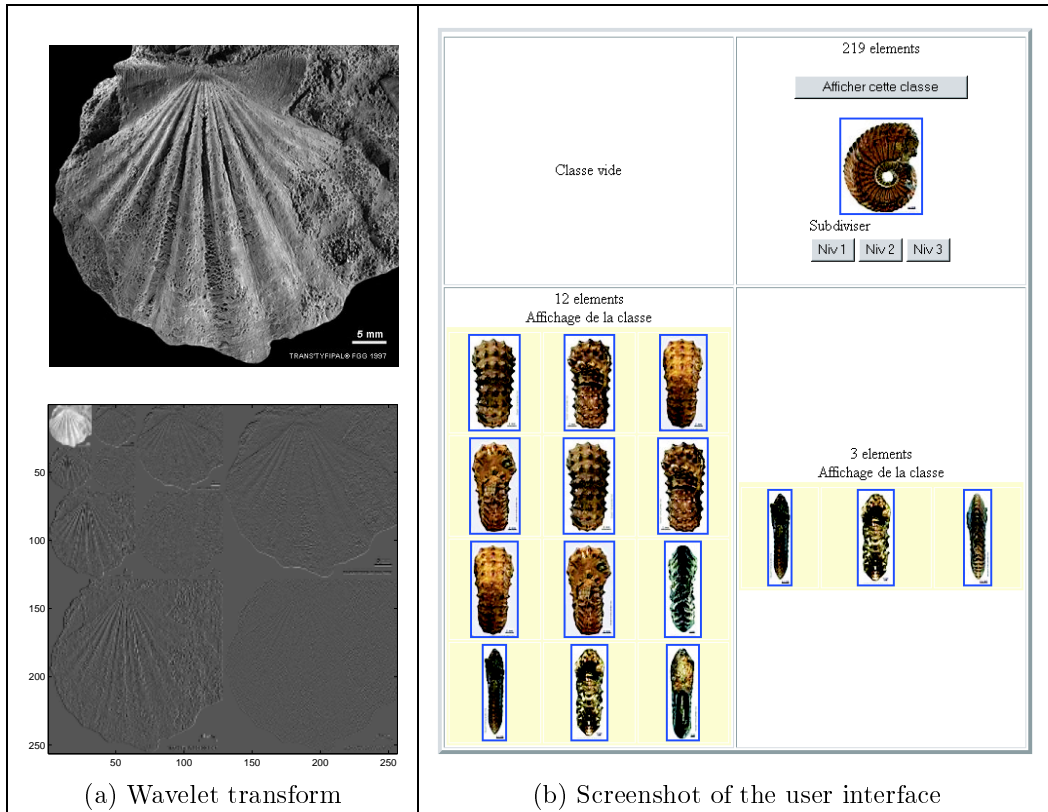 5 mm
TRANSTYFIPAL® FGG 1997
50
100
150
200
250
50
100
150
200
250
(a) Wavelet transform
Classe vide
219 elements
Afficher cette classe
Subdiviser
Niv 1 Niv 2 Niv 3
12 elements
Affichage de la classe
3 elements
Affichage de la classe
(b) Screenshot of the user interface